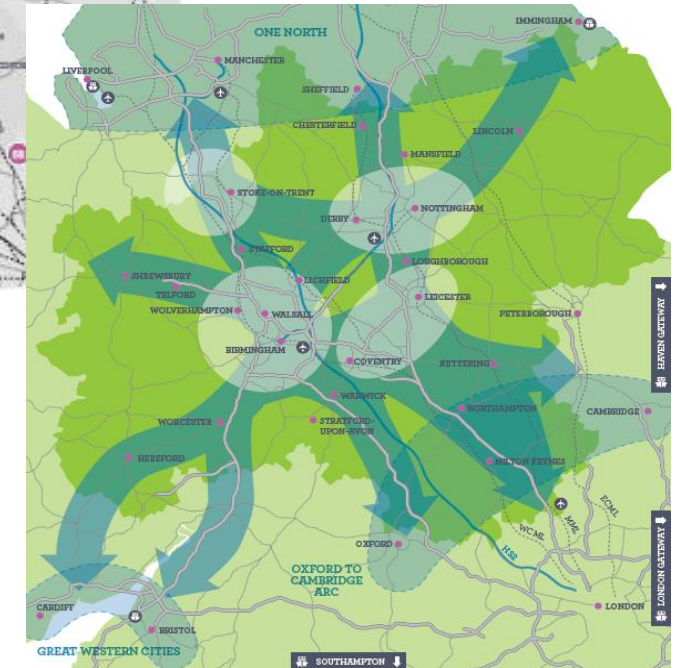 IMMINGHAM
ONE NORTH
MANCHESTER
LIVERPOOL
SHEFFIELD
CHESTERFIELD
LINCOLN
MANSFIELD
STOKE-ON-TRENT
NOTTINGHAM
DERBY
STAFFORD
LOUGHBOROUGH
SHREWSBURY
LICHFIELD
TELFORD
LEICESTER
WOLVERHAMPTON
WALSALL
PETERBOROUGH
HAVEN GATEWAY
BIRMINGHAM
COVENTRY
KETTERING
WARWICK
NORTHAMPTON
CAMBRIDGE
WORCESTER
STRATFORD-
UPON-AVON
HEREFORD
MILTON KEYNES
ECML
MML
WCML
OXFORD
HS2
LONDON GATEWAY
OXFORD TO
CAMBRIDGE
ARC
CARDIFF
LONDON
BRISTOL
GREAT WESTERN CITIES
SOUTHAMPTON